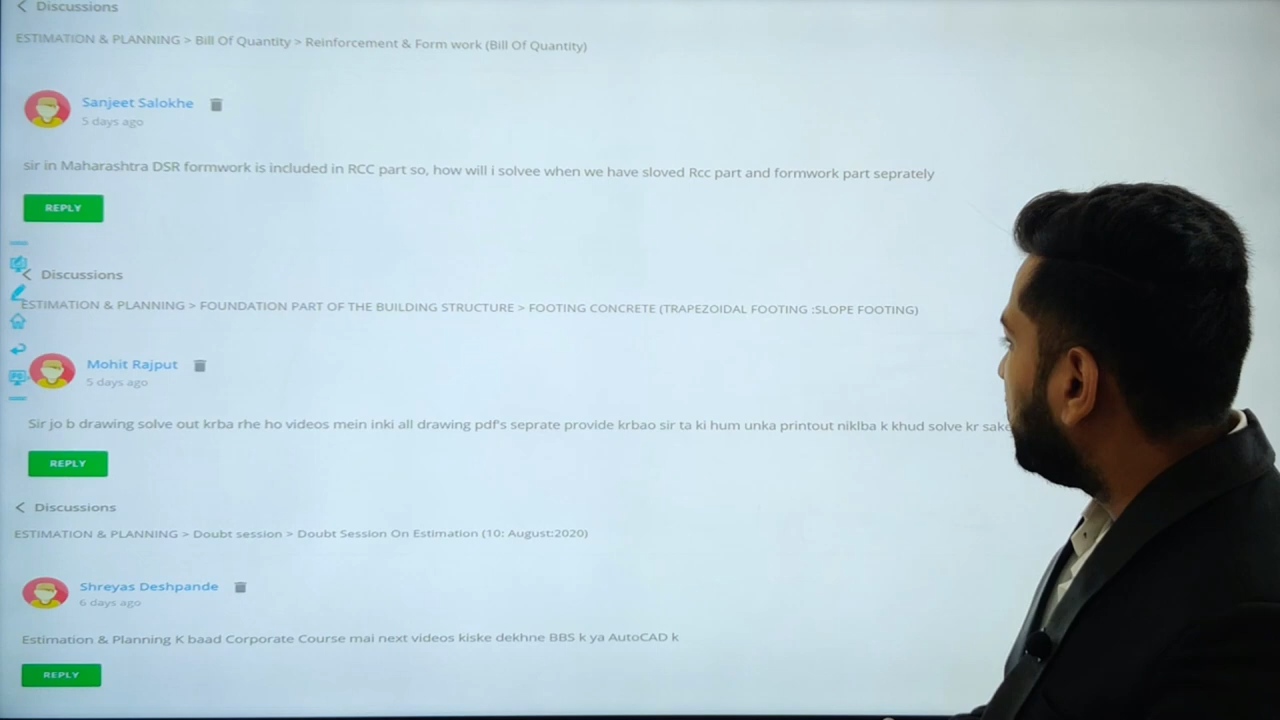 Discussions
ESTIMATION & PLANNING > Bill Of Quantity > Reinforcement & Form work (Bill Of Quantity)
Sanjeet Salokhe
5 days ago
sir in Maharashtra DSR formwork is included in RCC part so, how will i solvee when we have sloved Rcc part and formwork part seprately
REPLY
Discussions
ESTIMATION & PLANNING > FOUNDATION PART OF THE BUILDING STRUCTURE > FOOTING CONCRETE (TRAPEZOIDAL FOOTING :SLOPE FOOTING)
Mohit Rajput
5 days ago
Sir jo b drawing solve out krba rhe ho videos mein inki all drawing pdf's seprate provide krbao sir ta ki hum unka printout niklba k khud solve kr
REPLY
Discussions
ESTIMATION & PLANNING > Doubt session > Doubt Session On Estimation (10: August:2020)
Shreyas Deshpande
6 days ago
Estimation & Planning K baad Corporate Course mai next videos kiske dekhne BBS k ya AutoCAD k
REPLY